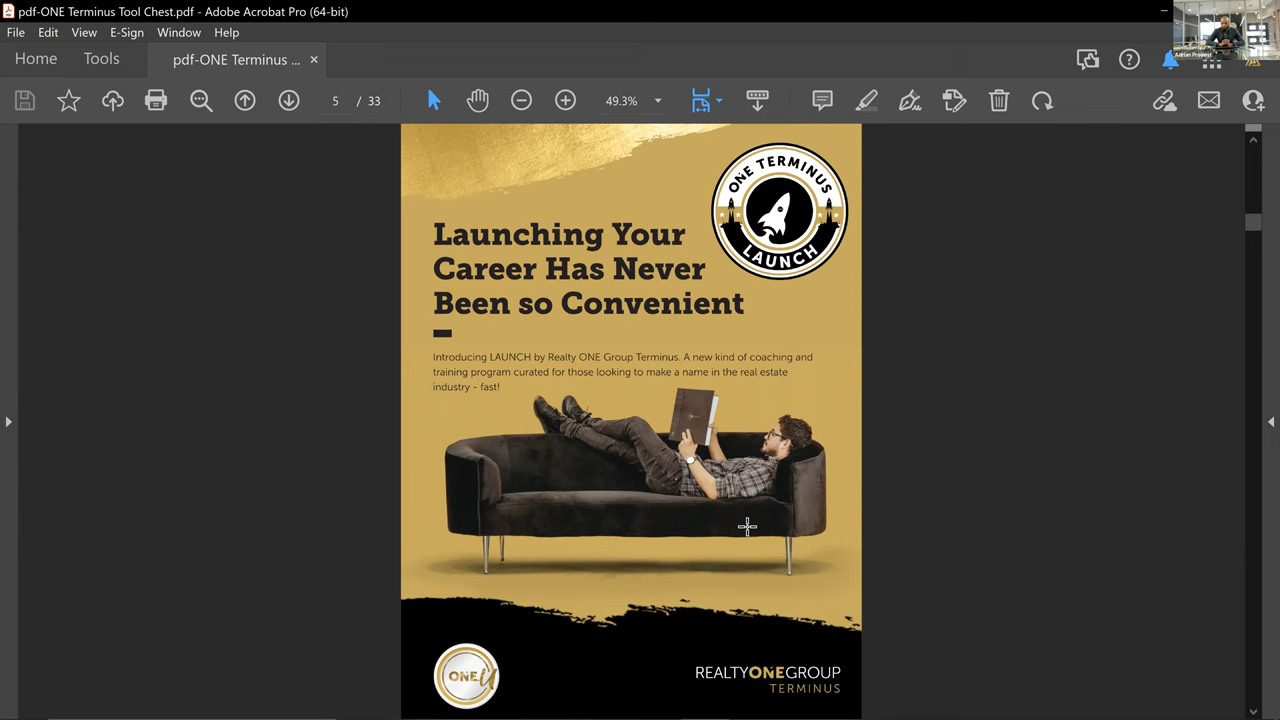 pdf-ONE Terminus Tool Chest.pdf - Adobe Acrobat Pro (64-bit)
File Edit View E-Sign Window Help
Adrian Provost
Home Tools pdf-ONE Terminus ... ×
5 / 33 49.3%
ONE TERMINUS
LAUNCH
Launching Your
Career Has Never
Been so Convenient
Introducing LAUNCH by Realty ONE Group Terminus. A new kind of coaching and
training program curated for those looking to make a name in the real estate
industry - fast!
ONE.U
REALTYONEGROUP
TERMINUS